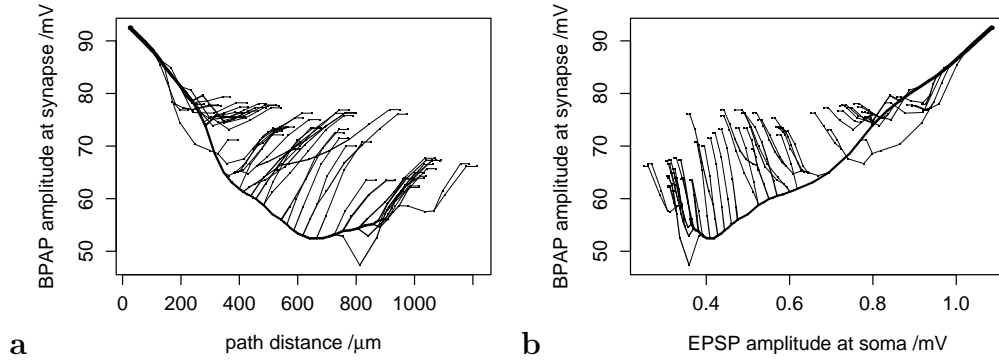 BPAP amplitude at synapse /mV
90
80
70
60
50
0 200 400 600 800 1000
path distance /µm
a
BPAP amplitude at synapse /mV
90
80
70
60
50
0.4 0.6 0.8 1.0
EPSP amplitude at soma /mV
b